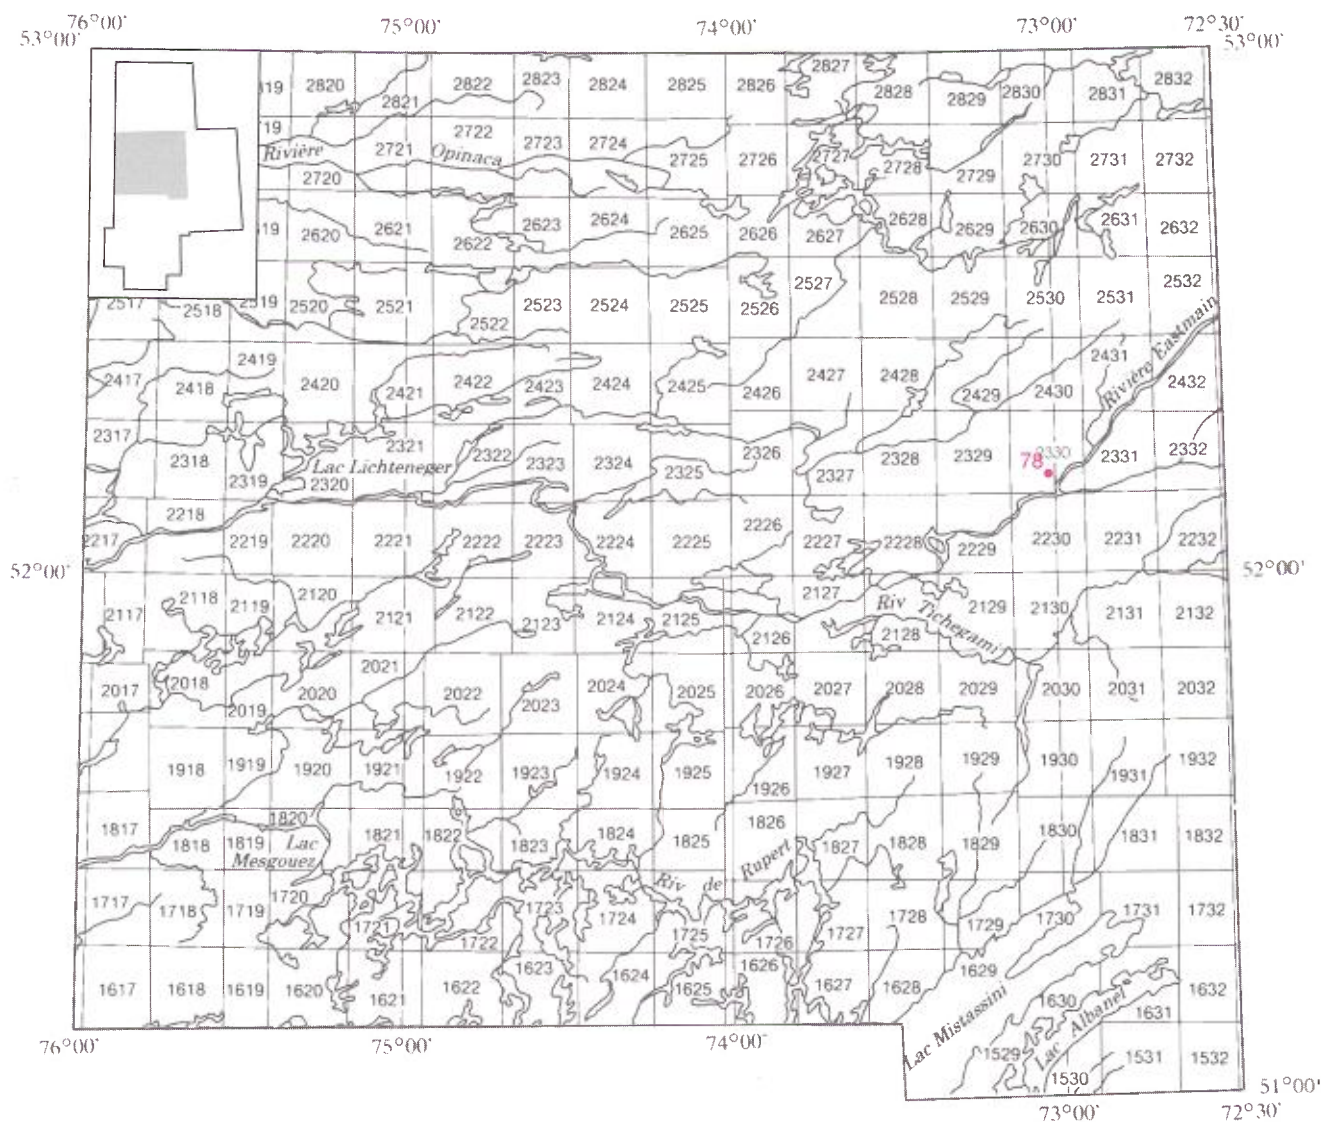 76°00' 75°00' 74°00' 73°00' 72°30'
53°00' 53°00'
119 2820 2821 2822 2823 2824 2825 2826 2827 2828 2829 2830 2831 2832
19 2721 2722 2723 2724 2725 2726 2727 2728 2729 2730 2731 2732
Rivière Opinaca
2720
119 2620 2621 2622 2623 2624 2625 2626 2627 2628 2629 2630 2631 2632
2517 2518 2519 2520 2521 2522 2523 2524 2525 2526 2527 2528 2529 2530 2531 2532
Rivière Eastmain
2417 2418 2419 2420 2421 2422 2423 2424 2425 2426 2427 2428 2429 2430 2431 2432
2317 2318 2319 2320 2321 2322 2323 2324 2325 2326 2327 2328 2329 2330 2331 2332
Lac Lichteneger
78
2217 2218 2219 2220 2221 2222 2223 2224 2225 2226 2227 2228 2229 2230 2231 2232
52°00' 52°00'
2117 2118 2119 2120 2121 2122 2123 2124 2125 2126 2127 2128 2129 2130 2131 2132
Riv Tichegami
2017 2018 2019 2020 2021 2022 2023 2024 2025 2026 2027 2028 2029 2030 2031 2032
1918 1919 1920 1921 1922 1923 1924 1925 1926 1927 1928 1929 1930 1931 1932
1817 1818 1819 1820 1821 1822 1823 1824 1825 1826 1827 1828 1829 1830 1831 1832
Lac
Mesgouez
Riv de Rupert
1717 1718 1719 1720 1721 1722 1723 1724 1725 1726 1727 1728 1729 1730 1731 1732
1617 1618 1619 1620 1621 1622 1623 1624 1625 1626 1627 1628 1629 1630 1631 1632
Lac Mistassini
Lac Albanel
1529 1530 1531 1532
76°00' 75°00' 74°00'
51°00'
73°00' 72°30'